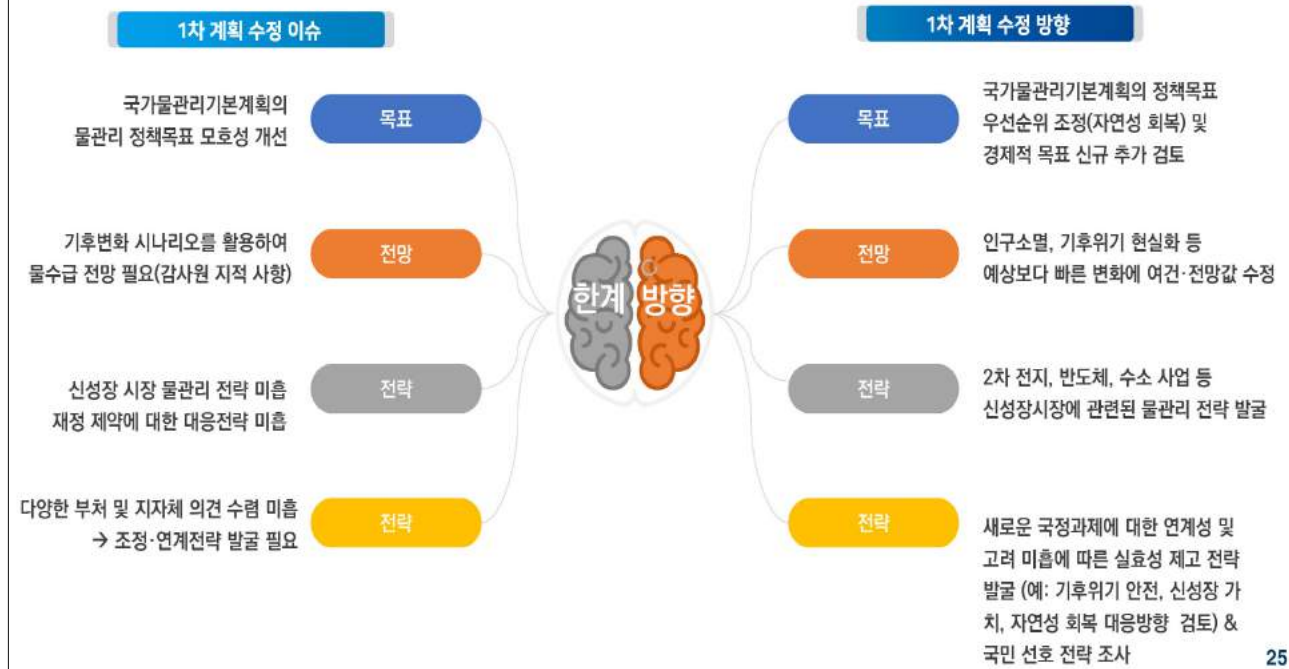 1차 계획 수정 이슈
국가물관리기본계획의
물관리 정책목표 모호성 개선
목표
기후변화 시나리오를 활용하여
물수급 전망 필요(감사원 지적 사항)
전망
신성장 시장 물관리 전략 미흡
재정 제약에 대한 대응전략 미흡
전략
다양한 부처 및 지자체 의견 수렴 미흡
→ 조정·연계전략 발굴 필요
전략
한계
방향
1차 계획 수정 방향
목표
국가물관리기본계획의 정책목표
우선순위 조정(자연성 회복) 및
경제적 목표 신규 추가 검토
전망
인구소멸, 기후위기 현실화 등
예상보다 빠른 변화에 여건·전망값 수정
전략
2차 전지, 반도체, 수소 사업 등
신성장시장에 관련된 물관리 전략 발굴
전략
새로운 국정과제에 대한 연계성 및
고려 미흡에 따른 실효성 제고 전략
발굴 (예: 기후위기 안전, 신성장 가
치, 자연성 회복 대응방향 검토) &
국민 선호 전략 조사
25